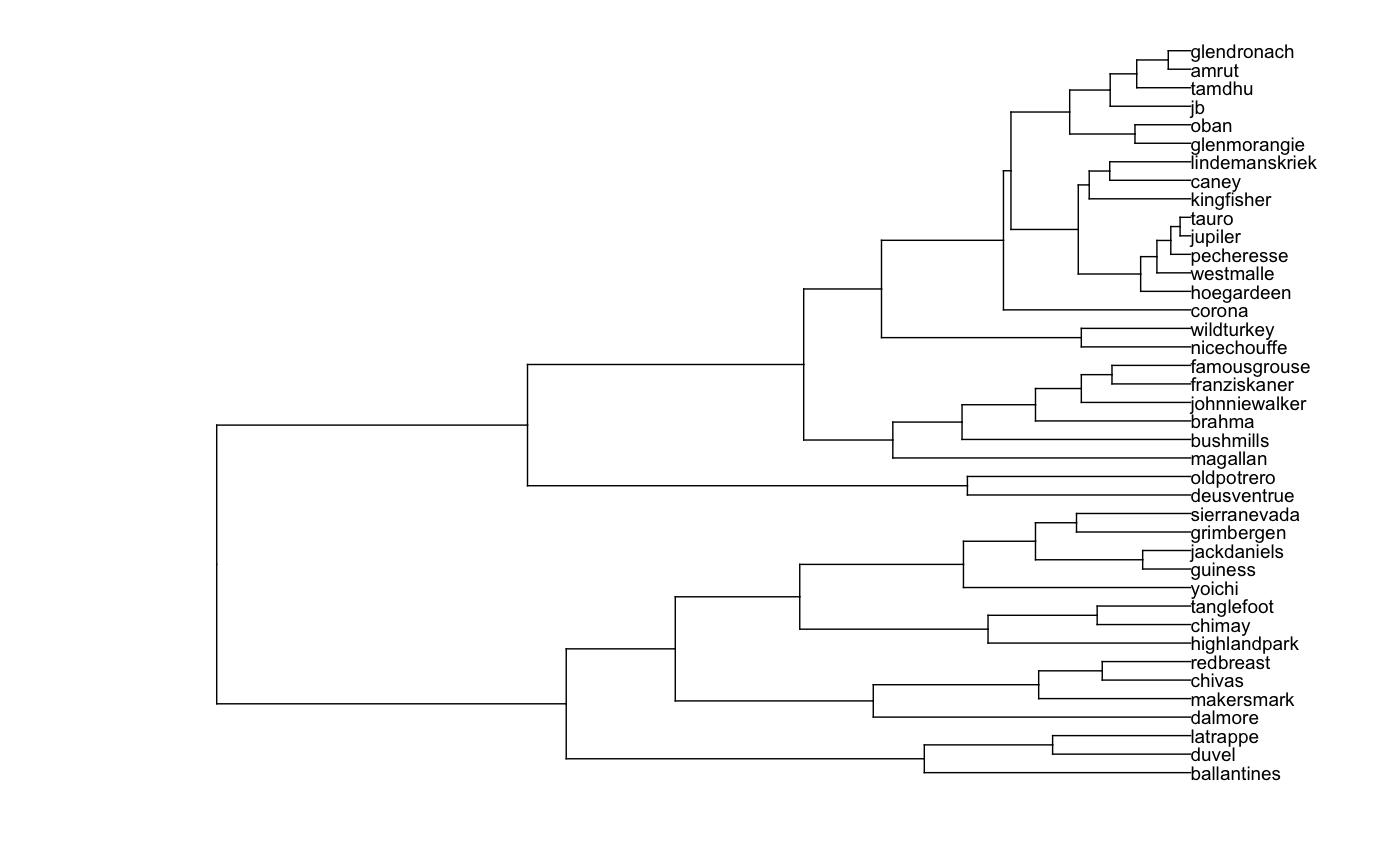 glendronach
amrut
tamdhu
jb
oban
glenmorangie
lindemanskriek
caney
kingfisher
tauro
jupiler
pecheresse
westmalle
hoegardeen
corona
wildturkey
nicechouffe
famousgrouse
franziskaner
johnniewalker
brahma
bushmills
magallan
oldpotrero
deusventrue
sierranevada
grimbergen
jackdaniels
guiness
yoichi
tanglefoot
chimay
highlandpark
redbreast
chivas
makersmark
dalmore
latrappe
duvel
ballantines